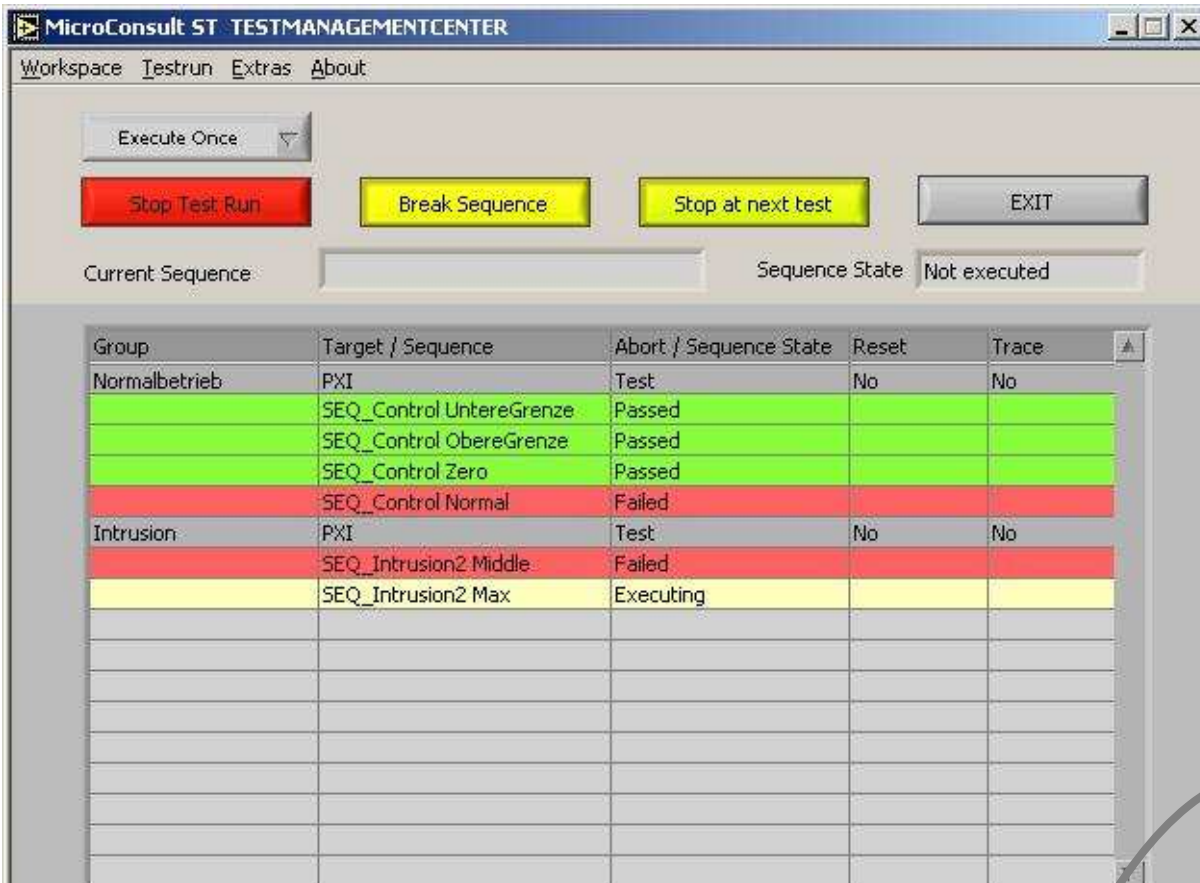 MicroConsult ST TESTMANAGEMENTCENTER
Workspace Testrun Extras About
Execute Once
Stop Test Run Break Sequence Stop at next test EXIT
Current Sequence Sequence State Not executed
Group Target / Sequence Abort / Sequence State Reset Trace
Normalbetrieb PXI Test No No
SEQ_Control UntereGrenze Passed
SEQ_Control ObereGrenze Passed
SEQ_Control Zero Passed
SEQ_Control Normal Failed
Intrusion PXI Test No No
SEQ_Intrusion2 Middle Failed
SEQ_Intrusion2 Max Executing